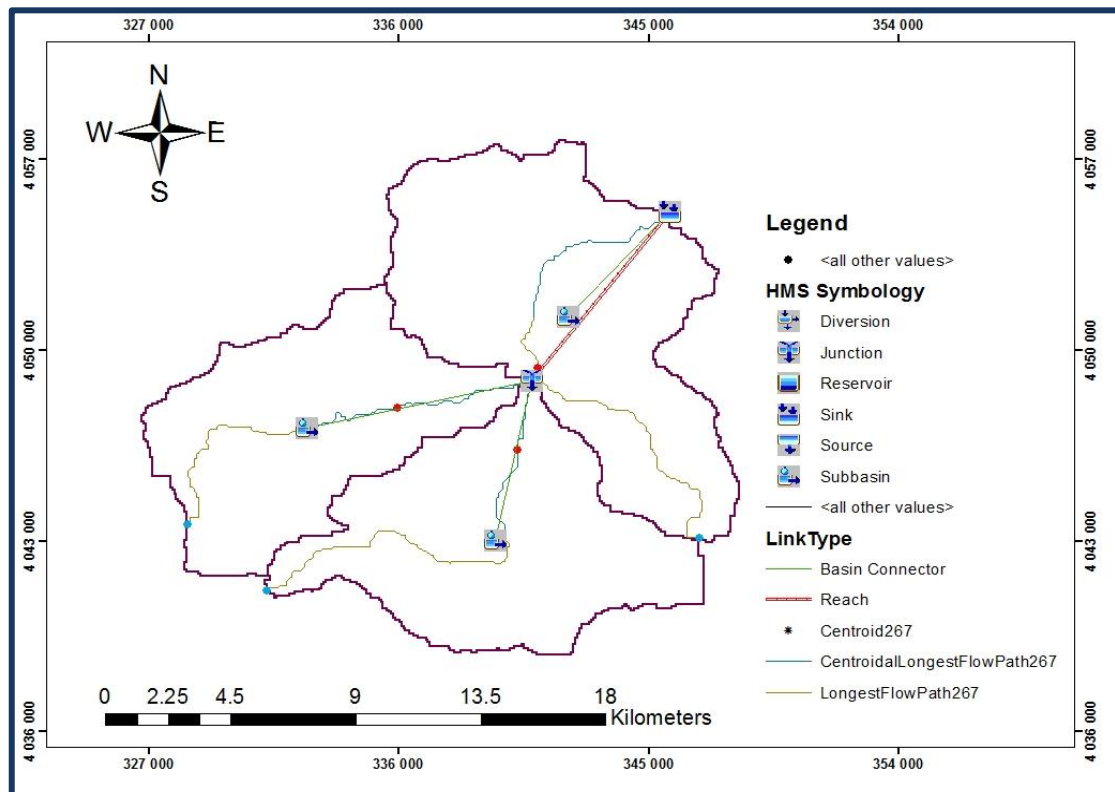 327 000 336 000 345 000 354 000
N
W E
S
4 057 000 4 057 000
4 050 000 4 050 000
4 043 000 4 043 000
4 036 000 4 036 000
Legend
<all other values>
HMS Symbology
Diversion
Junction
Reservoir
Sink
Source
Subbasin
<all other values>
LinkType
Basin Connector
Reach
Centroid267
CentroidalLongestFlowPath267
LongestFlowPath267
0 2.25 4.5 9 13.5 18
Kilometers
327 000 336 000 345 000 354 000